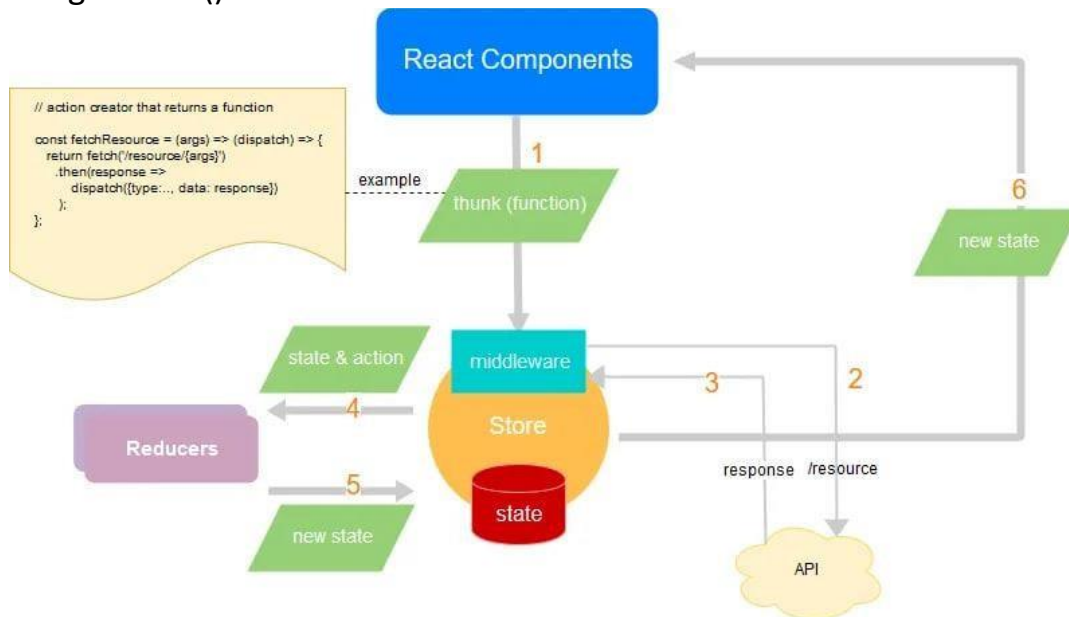 React Components
// action creator that returns a function
const fetchResource = (args) => (dispatch) => {
return fetch('/resource/{args}')
.then(response =>
dispatch({type:.., data: response})
);
};
example
1
thunk (function)
6
new state
state & action
middleware
2
3
4
Store
Reducers
response
/resource
5
state
new state
API